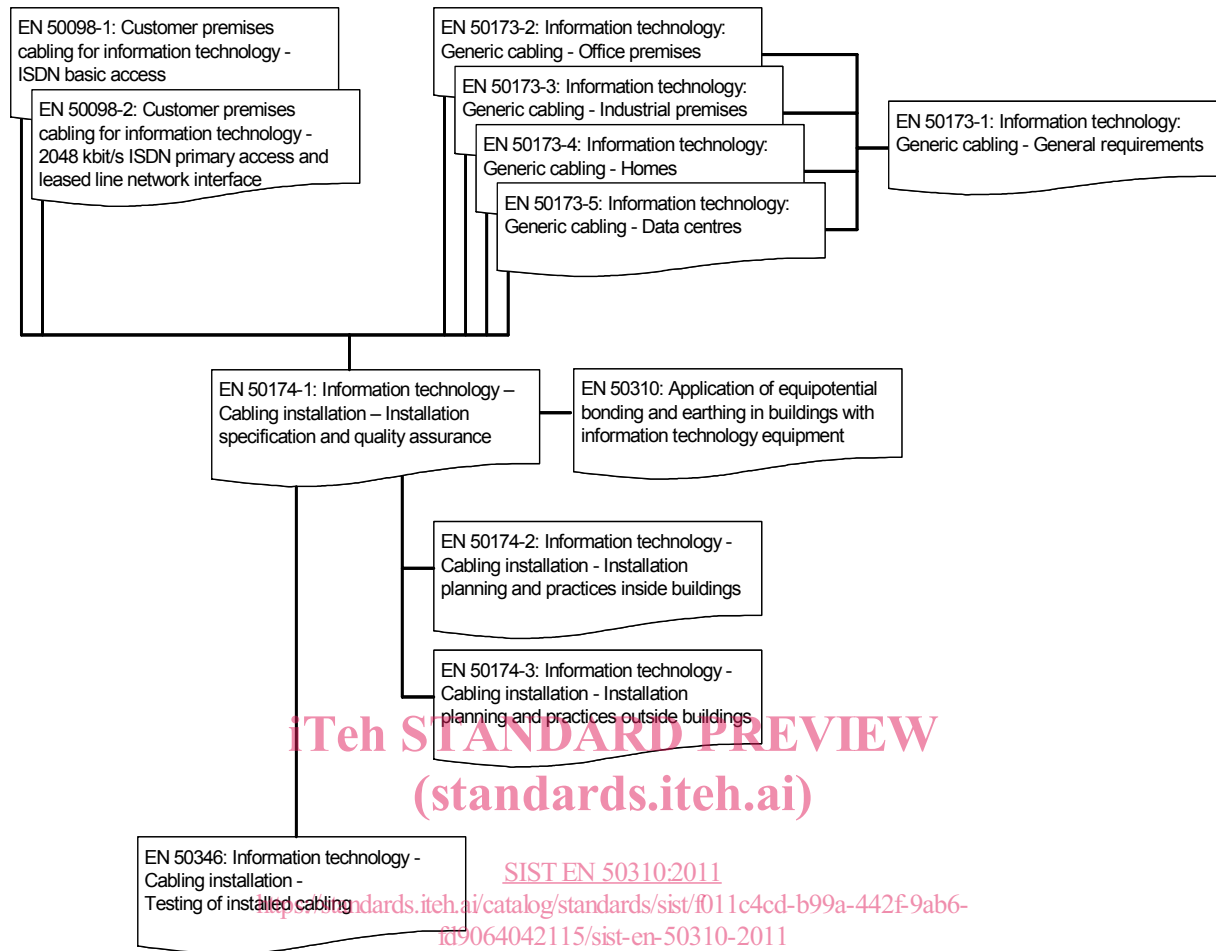 EN 50098-1: Customer premises
cabling for information technology -
ISDN basic access
EN 50098-2: Customer premises
cabling for information technology -
2048 kbit/s ISDN primary access and
leased line network interface
EN 50173-2: Information technology:
Generic cabling - Office premises
EN 50173-3: Information technology:
Generic cabling - Industrial premises
EN 50173-4: Information technology:
Generic cabling - Homes
EN 50173-5: Information technology:
Generic cabling - Data centres
EN 50173-1: Information technology:
Generic cabling - General requirements
EN 50174-1: Information technology –
Cabling installation – Installation
specification and quality assurance
EN 50310: Application of equipotential
bonding and earthing in buildings with
information technology equipment
EN 50174-2: Information technology -
Cabling installation - Installation
planning and practices inside buildings
EN 50174-3: Information technology -
Cabling installation - Installation
planning and practices outside buildings
iTeh STANDARD PREVIEW
(standards.iteh.ai)
EN 50346: Information technology -
Cabling installation -
Testing of installed cabling
SIST EN 50310:2011
https://standards.iteh.ai/catalog/standards/sist/f011c4cd-b99a-442f-9ab6-
fd9064042115/sist-en-50310-2011